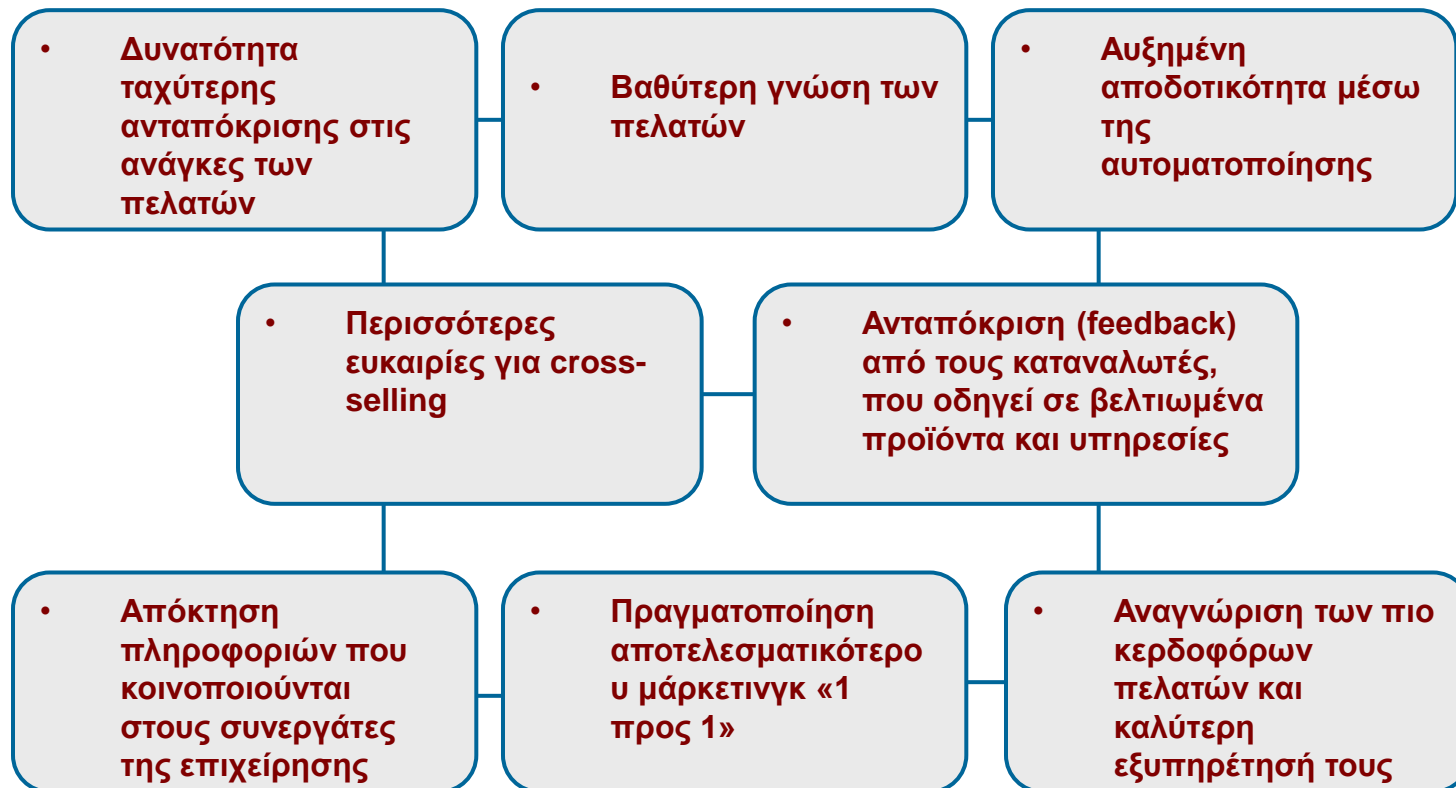 • Δυνατότητα
ταχύτερης
ανταπόκρισης στις
ανάγκες των
πελατών
• Βαθύτερη γνώση των
πελατών
• Αυξημένη
αποδοτικότητα μέσω
της
αυτοματοποίησης
• Περισσότερες
ευκαιρίες για cross-
selling
• Ανταπόκριση (feedback)
από τους καταναλωτές,
που οδηγεί σε βελτιωμένα
προϊόντα και υπηρεσίες
• Απόκτηση
πληροφοριών που
κοινοποιούνται
στους συνεργάτες
της επιχείρησης
• Πραγματοποίηση
αποτελεσματικότερο
υ μάρκετινγκ «1
προς 1»
• Αναγνώριση των πιο
κερδοφόρων
πελατών και
καλύτερη
εξυπηρέτησή τους